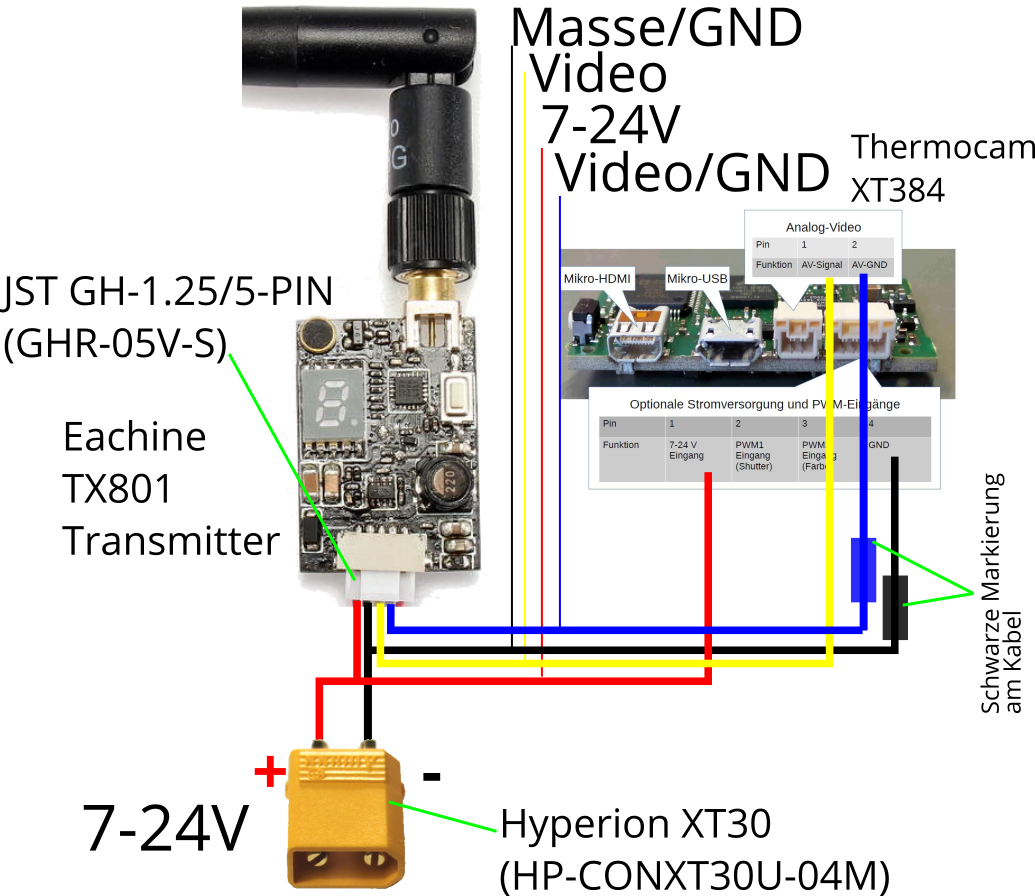 Masse/GND
Video
7-24V
Video/GND
Thermocam
XT384
Analog-Video
Pin 1 2
Funktion AV-Signal AV-GND
Mikro-HDMI
Mikro-USB
JST GH-1.25/5-PIN
(GHR-05V-S)
Eachine
TX801
Transmitter
220
Optionale Stromversorgung und PWM-Eingänge
Pin 1 2 3 4
Funktion 7-24 V PWM1 GND
Eingang Eingang Eingang
(Shutter) (Farbe
Schwarze Markierung
am Kabel
+
-
7-24V
Hyperion XT30
(HP-CONXT30U-04M)